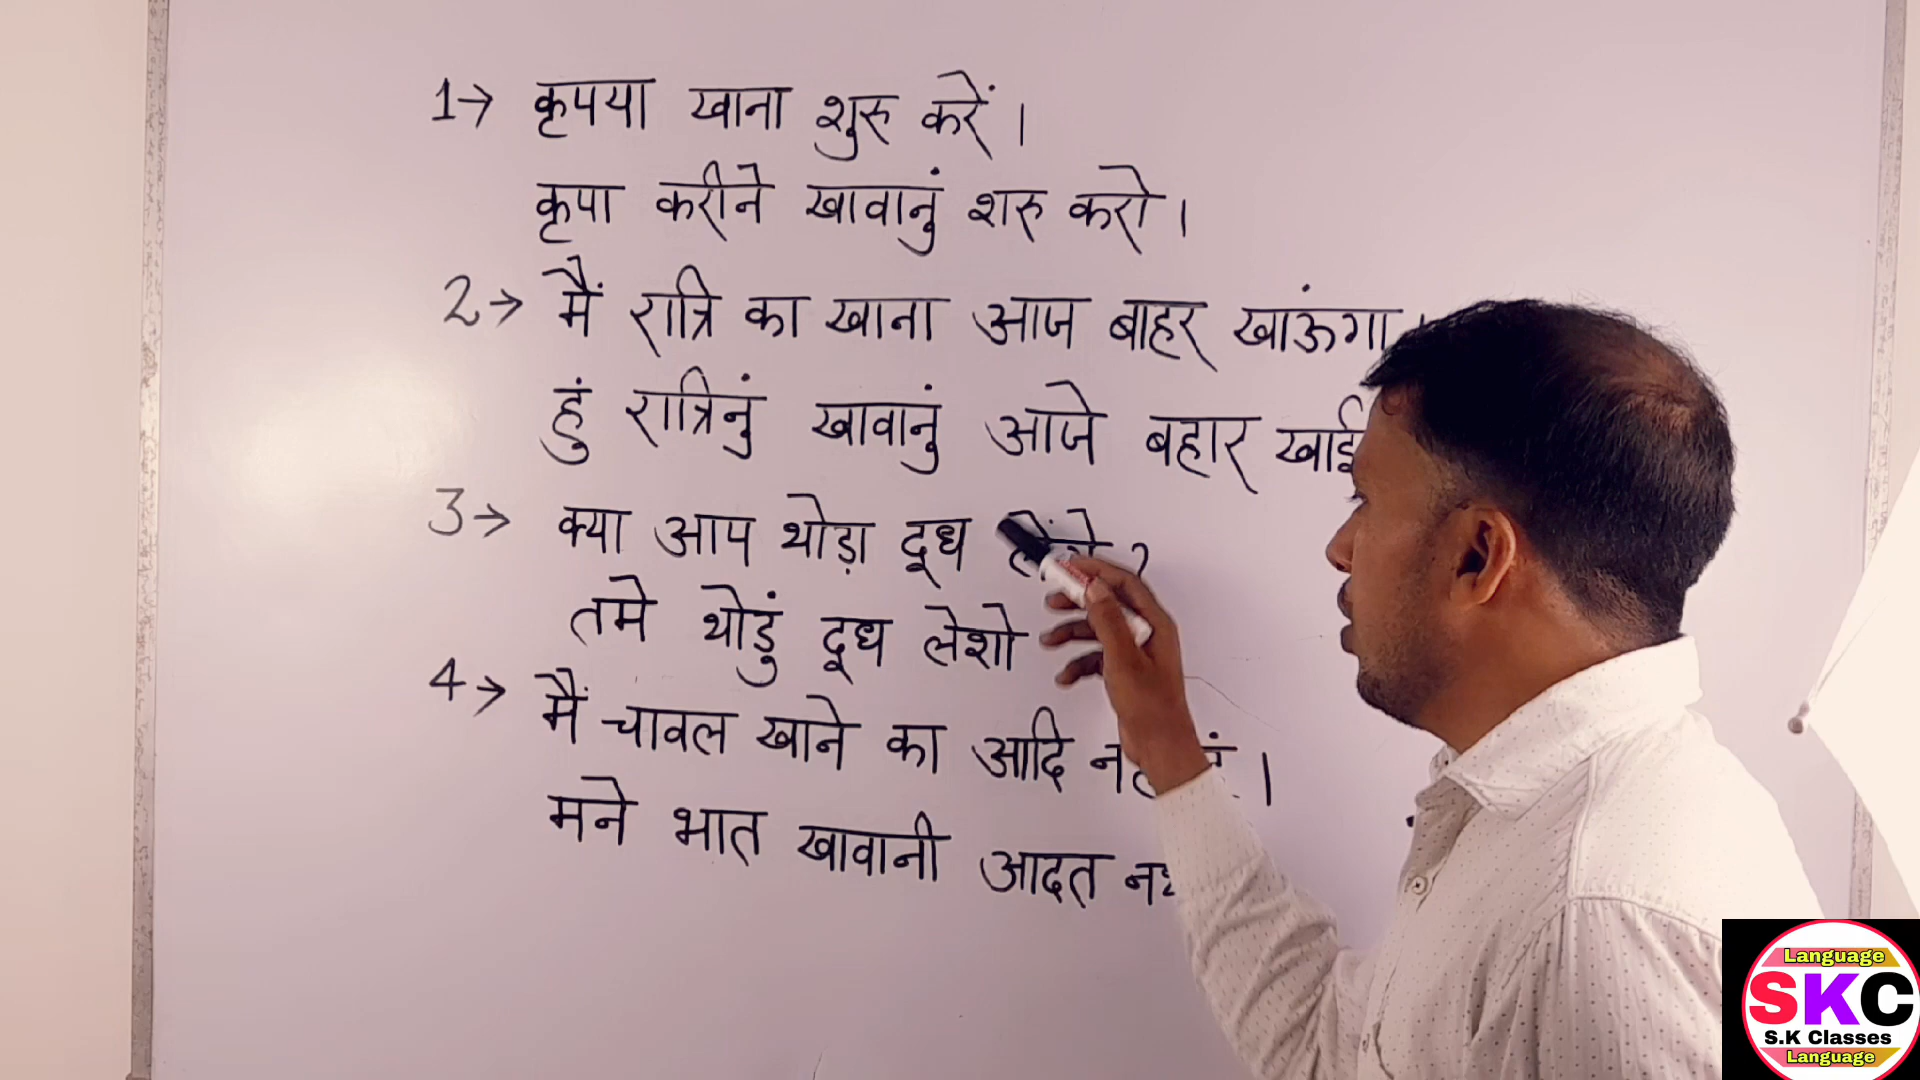 1→ कृपया खाना शुरु करें।
कृपा करीने खावानुं शरु करो।
2→ मैं रात्रि का खाना आज बाहर खांऊगा
हुं रात्रिनुं खावानुं आजे बहार खाई
3→ क्या आप थोड़ा दूध ?
तमे थोड़ुं दूध लेशो
4→ मैं चावल खाने का आदि ।
मने भात खावानी आदत
Language
SKC
S.K Classes
Language